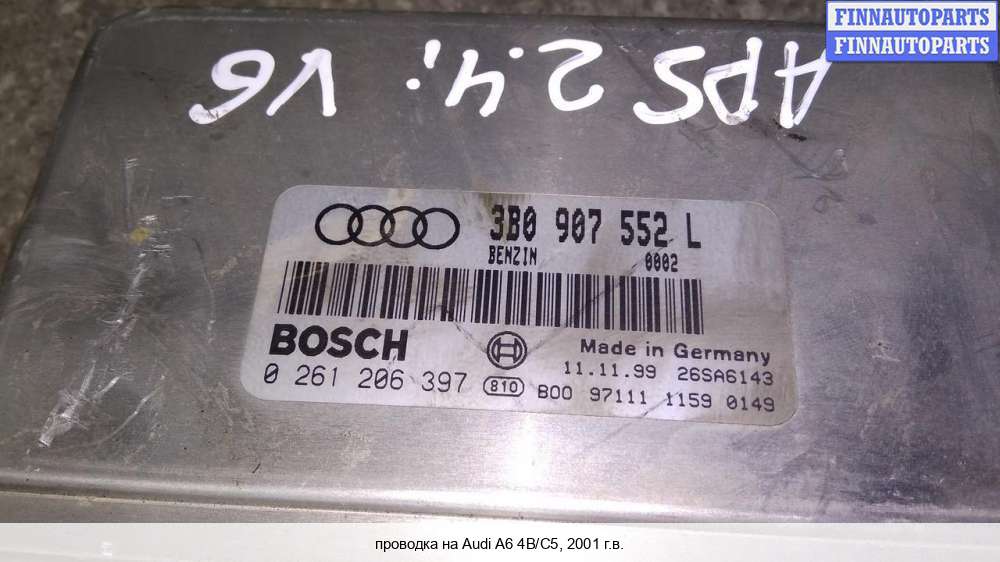 FINNAUTOPARTS
FINNAUTOPARTS
APS 2.4; V6
3B0 907 552 L
BENZIN 0002
BOSCH
Made in Germany
11.11.99 26SA6143
0 261 206 397 810 B00 97111 1159 0149
проводка на Audi A6 4B/C5, 2001 г.в.